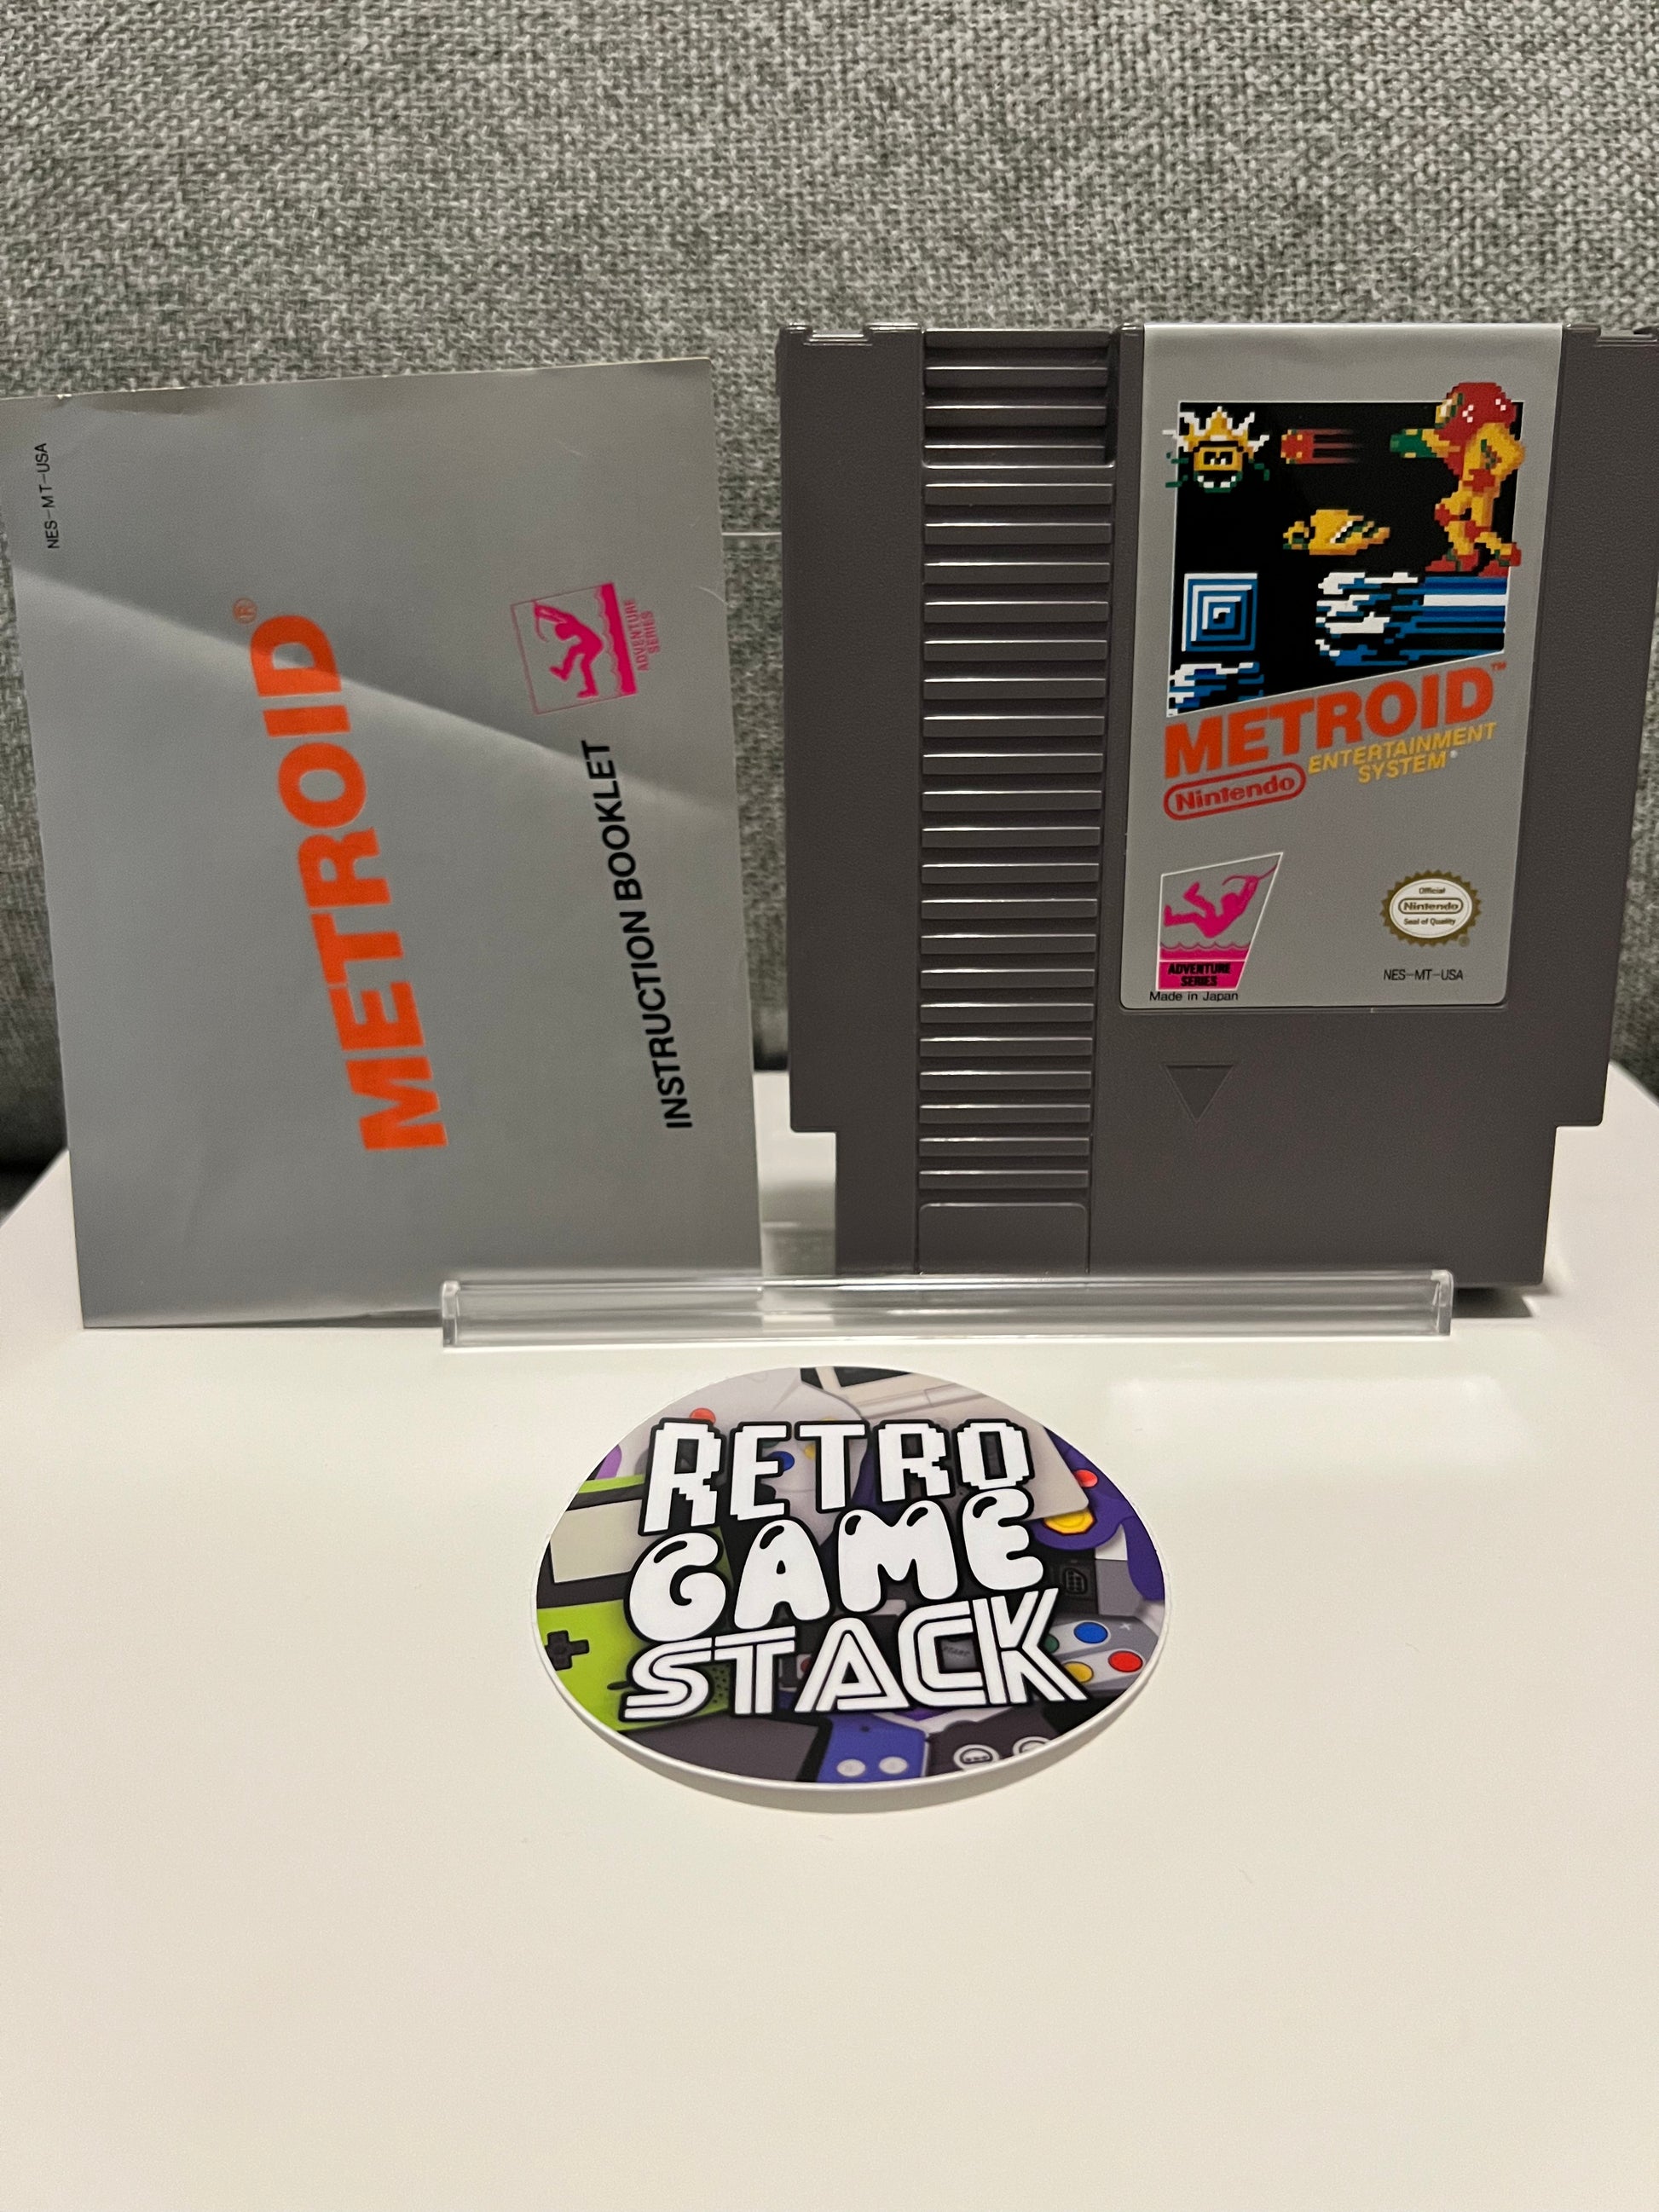 NES-MT-USA
METROID®
ADVENTURE
SERIES
INSTRUCTION BOOKLET
METROID™
Nintendo
ENTERTAINMENT
SYSTEM®
ADVENTURE
SERIES
Made in Japan
Official
Nintendo
Seal of Quality
®
NES-MT-USA
RETRO
GAME
STACK